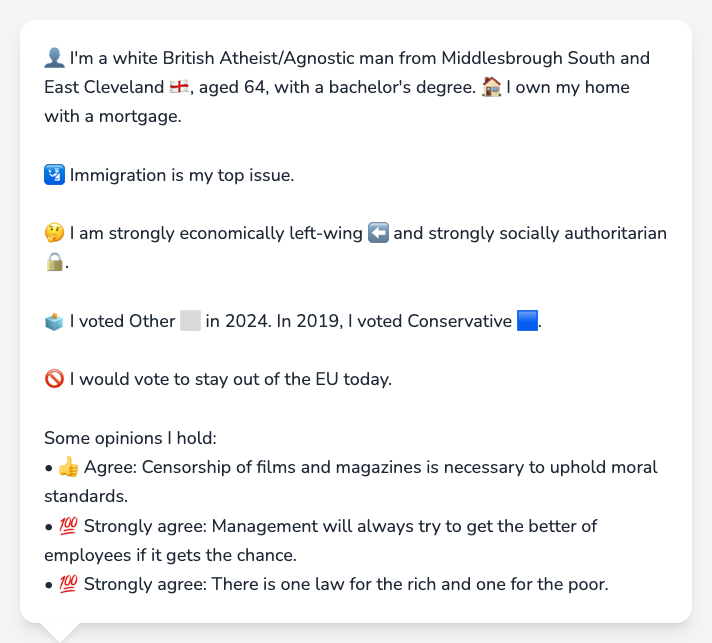 👤 I'm a white British Atheist/Agnostic man from Middlesbrough South and
East Cleveland 🏴󠁧󠁢󠁥󠁮󠁧󠁿, aged 64, with a bachelor's degree. 🏠 I own my home
with a mortgage.
🛂 Immigration is my top issue.
🤔 I am strongly economically left-wing ⬅️ and strongly socially authoritarian
🔒.
🗳️ I voted Other ⬜ in 2024. In 2019, I voted Conservative 🟦.
🚫 I would vote to stay out of the EU today.
Some opinions I hold:
• 👍 Agree: Censorship of films and magazines is necessary to uphold moral
standards.
• 💯 Strongly agree: Management will always try to get the better of
employees if it gets the chance.
• 💯 Strongly agree: There is one law for the rich and one for the poor.